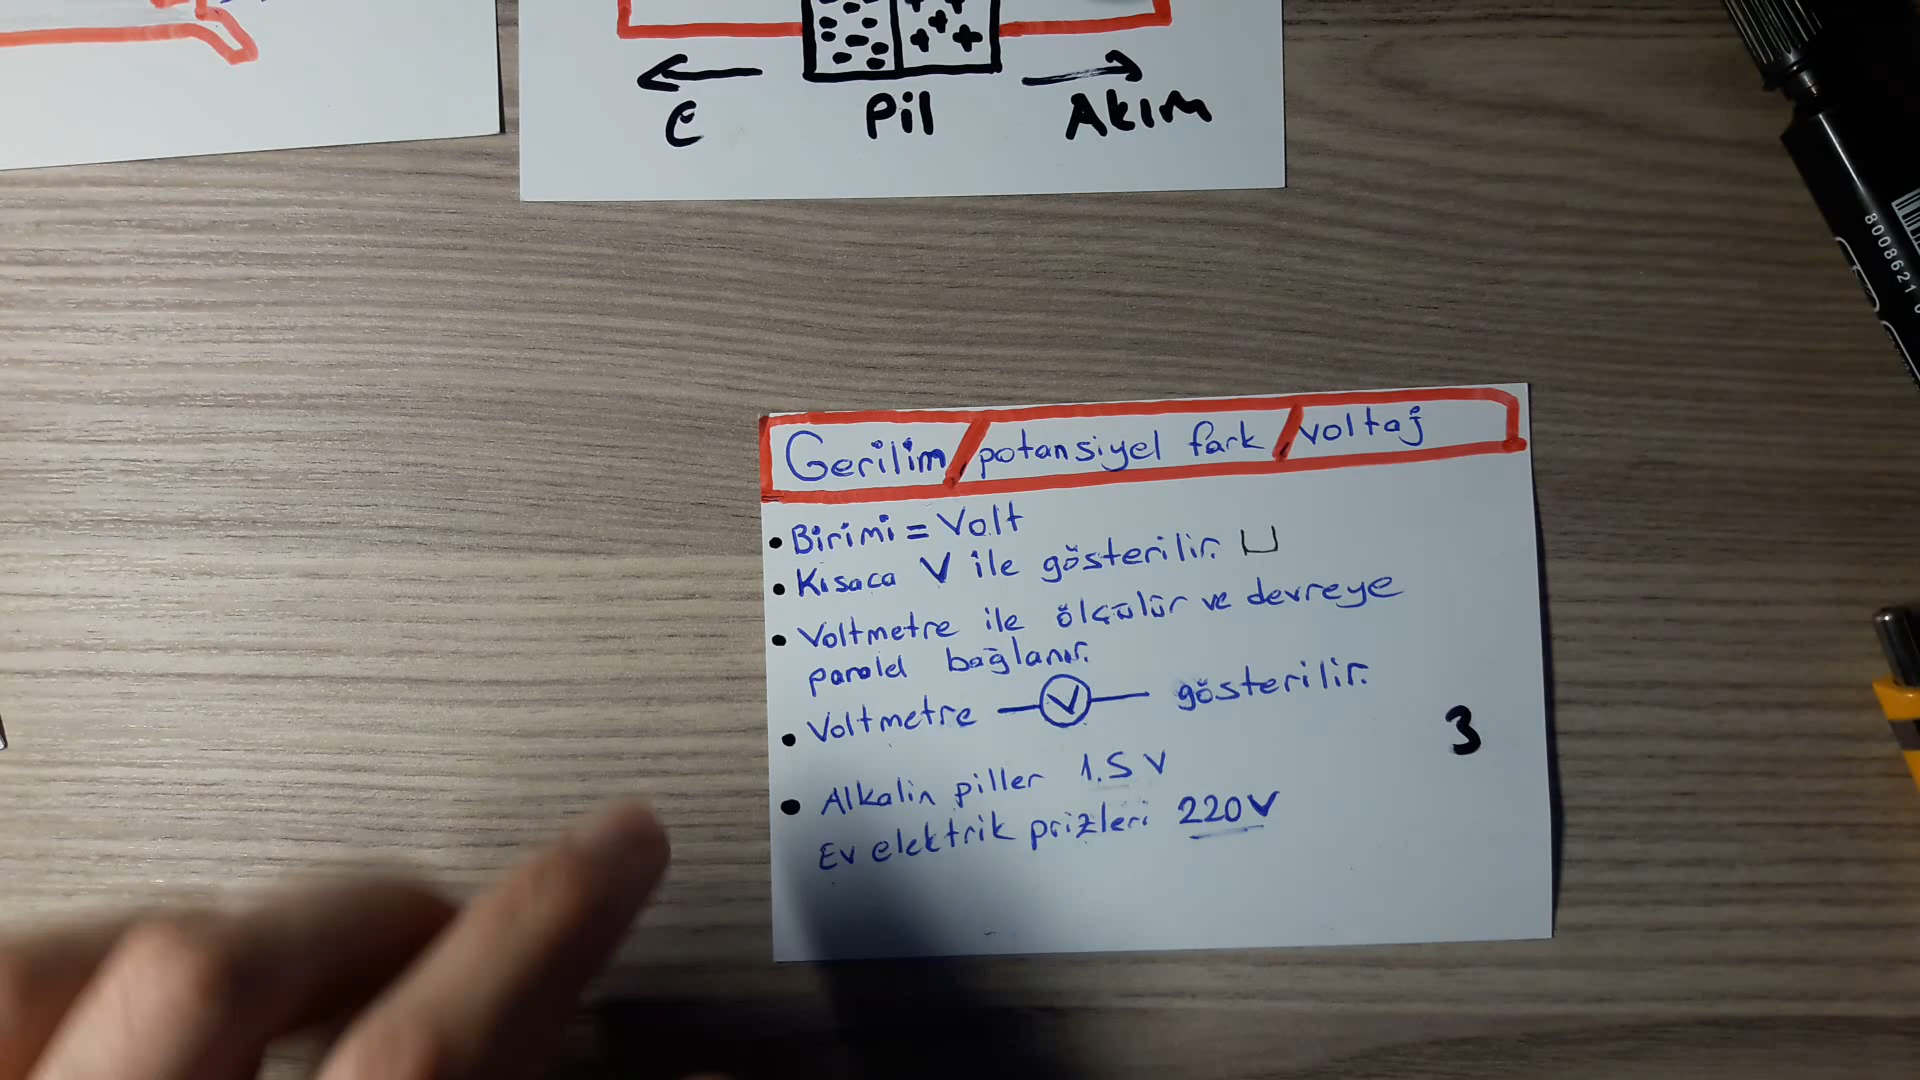 e Pil Akım
8008621
Gerilim/potansiyel fark/voltaj
• Birimi = Volt
• Kısaca V ile gösterilir. U
• Voltmetre ile ölçülür ve devreye
paralel bağlanır.
• Voltmetre —V— gösterilir.
3
• Alkalin piller 1.5 V
Ev elektrik prizleri 220V